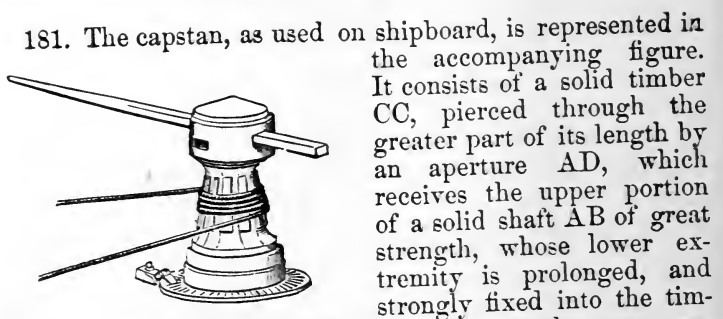 181. The capstan, as used on shipboard, is represented in
the accompanying figure.
It consists of a solid timber
CC, pierced through the
greater part of its length by
an aperture AD, which
receives the upper portion
of a solid shaft AB of great
strength, whose lower ex-
tremity is prolonged, and
strongly fixed into the tim-